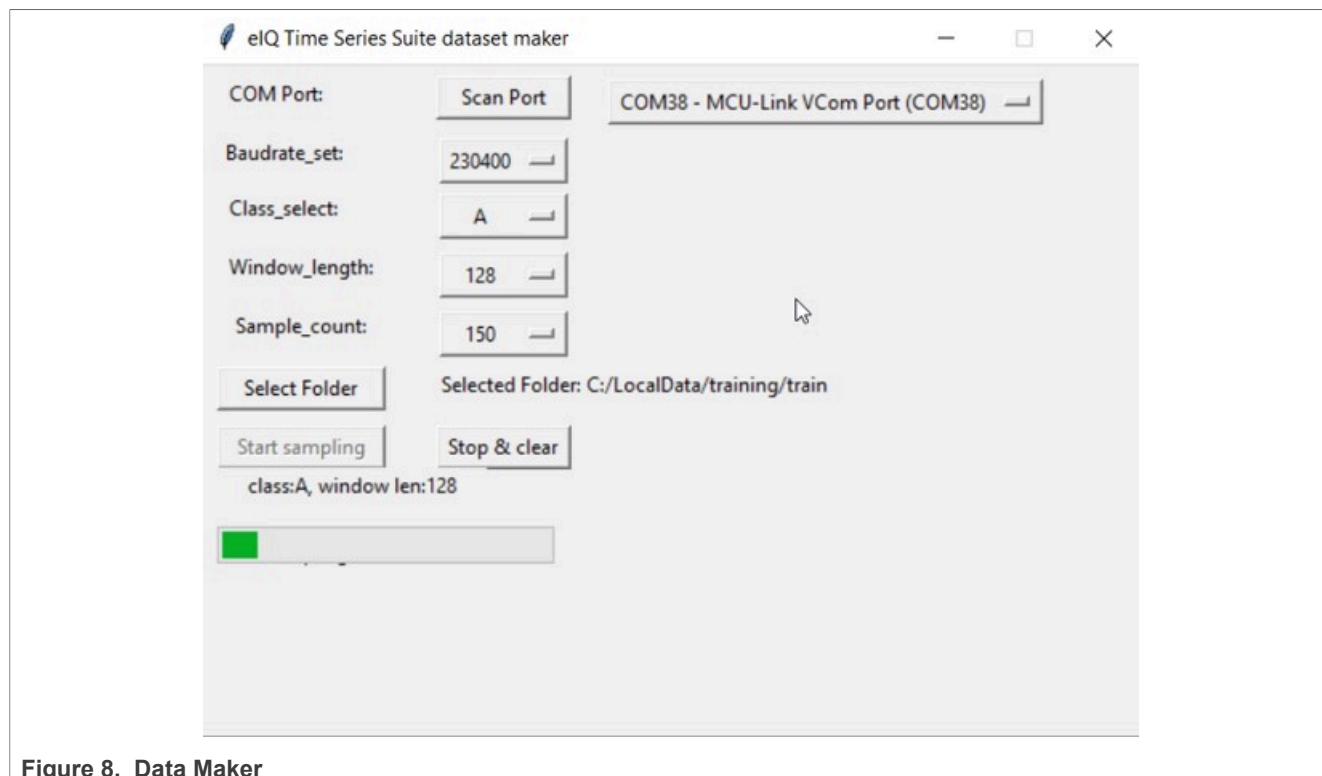 eIQ Time Series Suite dataset maker
COM Port: Scan Port COM38 - MCU-Link VCom Port (COM38)
Baudrate_set: 230400
Class_select: A
Window_length: 128
Sample_count: 150
Select Folder Selected Folder: C:/LocalData/training/train
Start sampling Stop & clear
class:A, window len:128
Figure 8. Data Maker